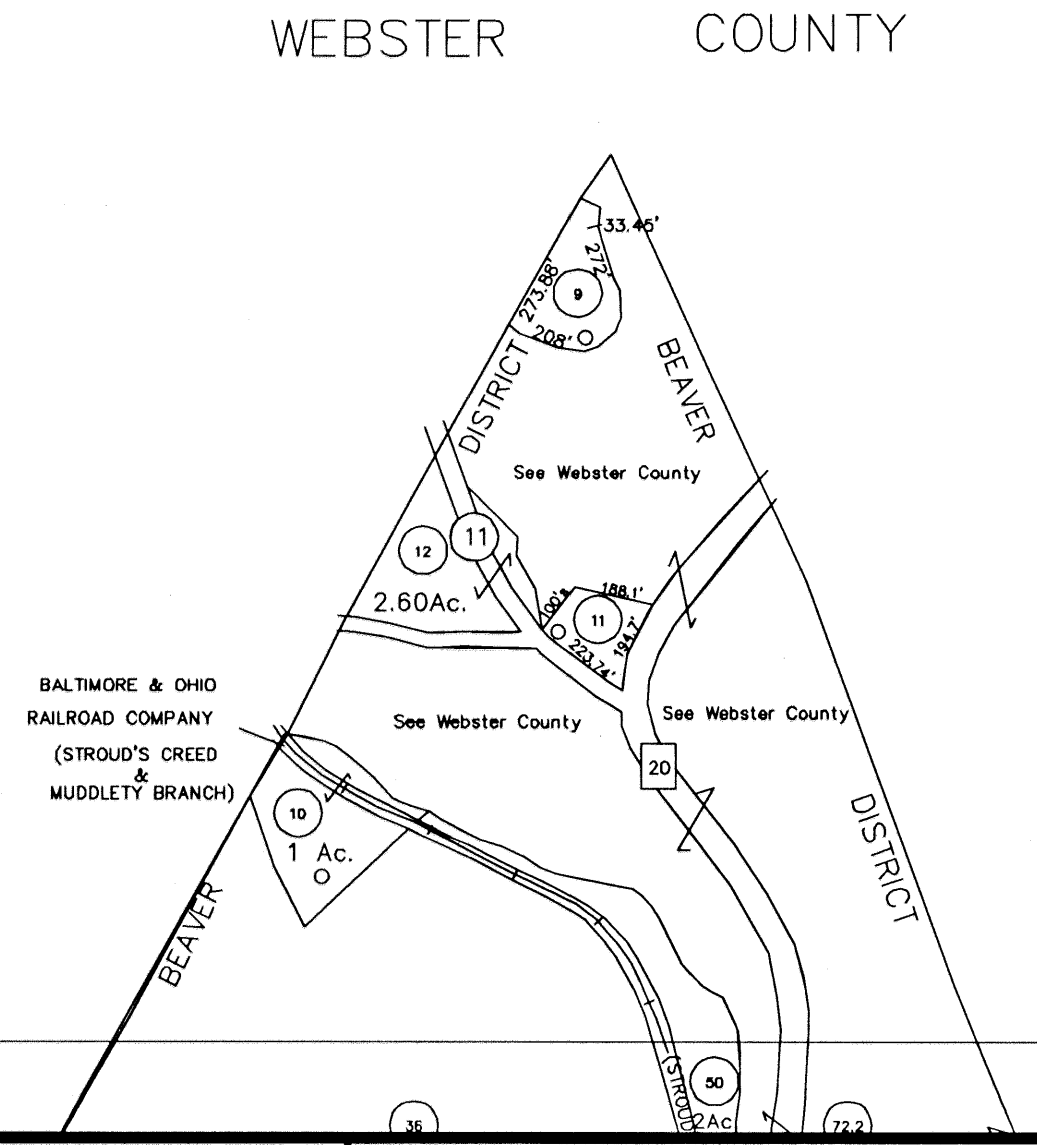 WEBSTER COUNTY
33.45'
272'
273.88'
9
208'
DISTRICT
BEAVER
See Webster County
12
11
2.60Ac.
100's
188.1'
11
194.7'
223.74'
BALTIMORE & OHIO
RAILROAD COMPANY
(STROUD'S CREED
&
MUDDLETY BRANCH)
See Webster County
See Webster County
20
10
1 Ac.
DISTRICT
BEAVER
(STROUD
50
2Ac
36
72.2